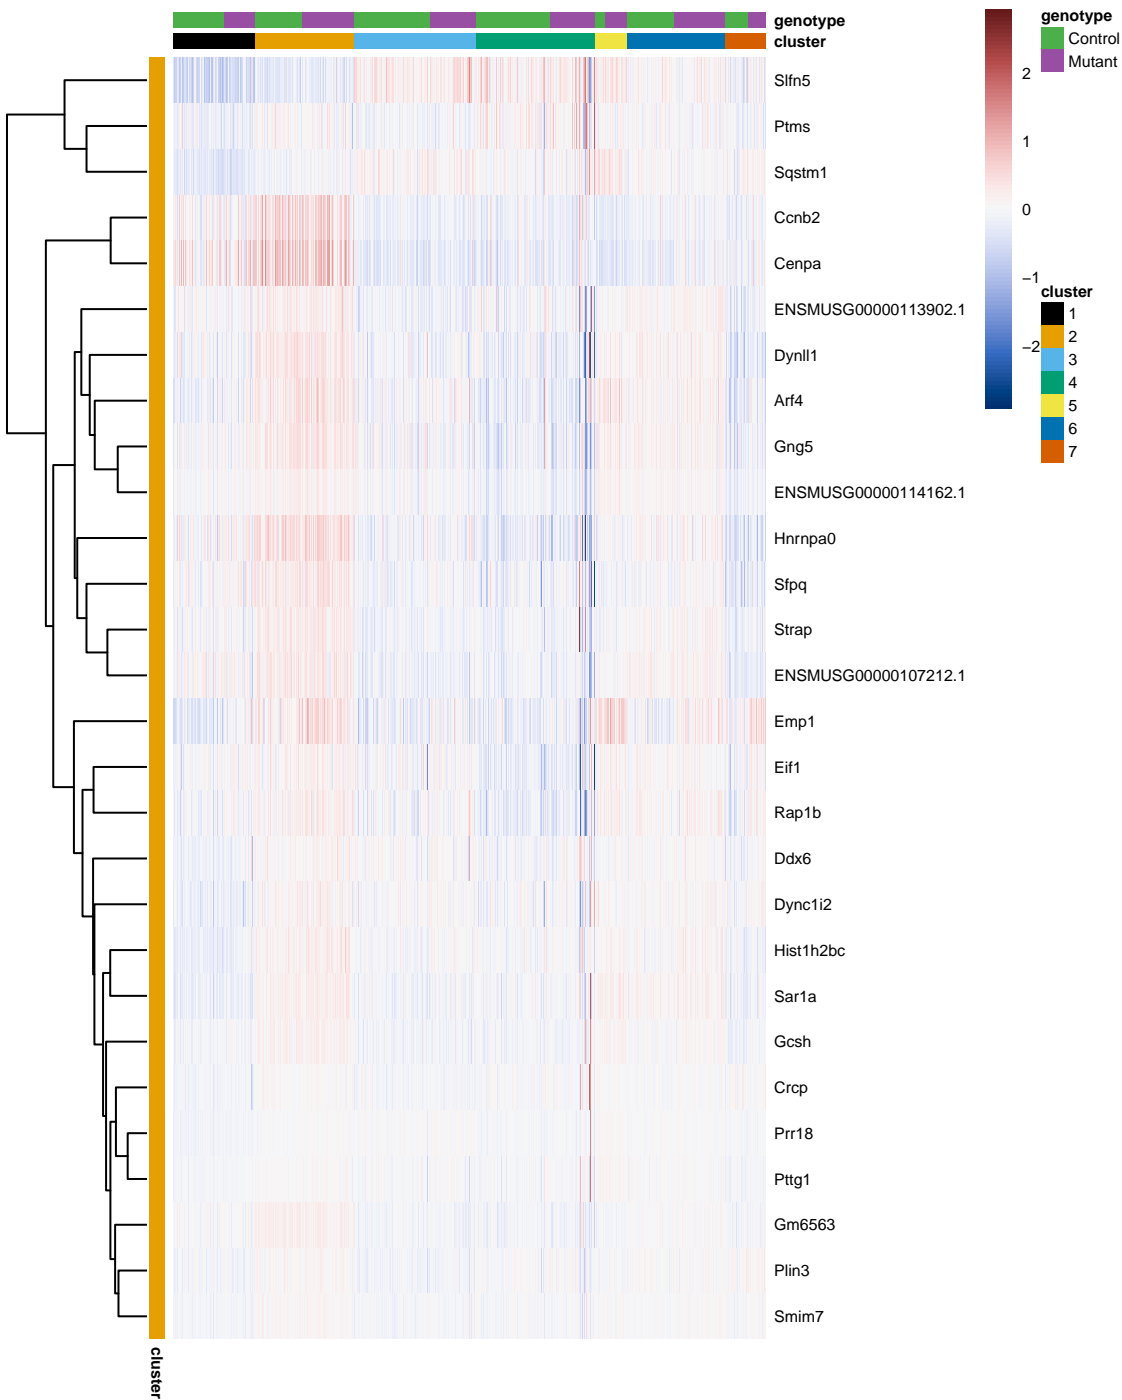 genotype
cluster
Slfn5
Ptms
Sqstm1
Ccnb2
Cenpa
ENSMUSG00000113902.1
Dynll1
Arf4
Gng5
ENSMUSG00000114162.1
Hnrnpa0
Sfpq
Strap
ENSMUSG00000107212.1
Emp1
Eif1
Rap1b
Ddx6
Dync1i2
Hist1h2bc
Sar1a
Gcsh
Crcp
Prr18
Pttg1
Gm6563
Plin3
Smim7
cluster
2
1
0
−1
−2
genotype
Control
Mutant
cluster
1
2
3
4
5
6
7